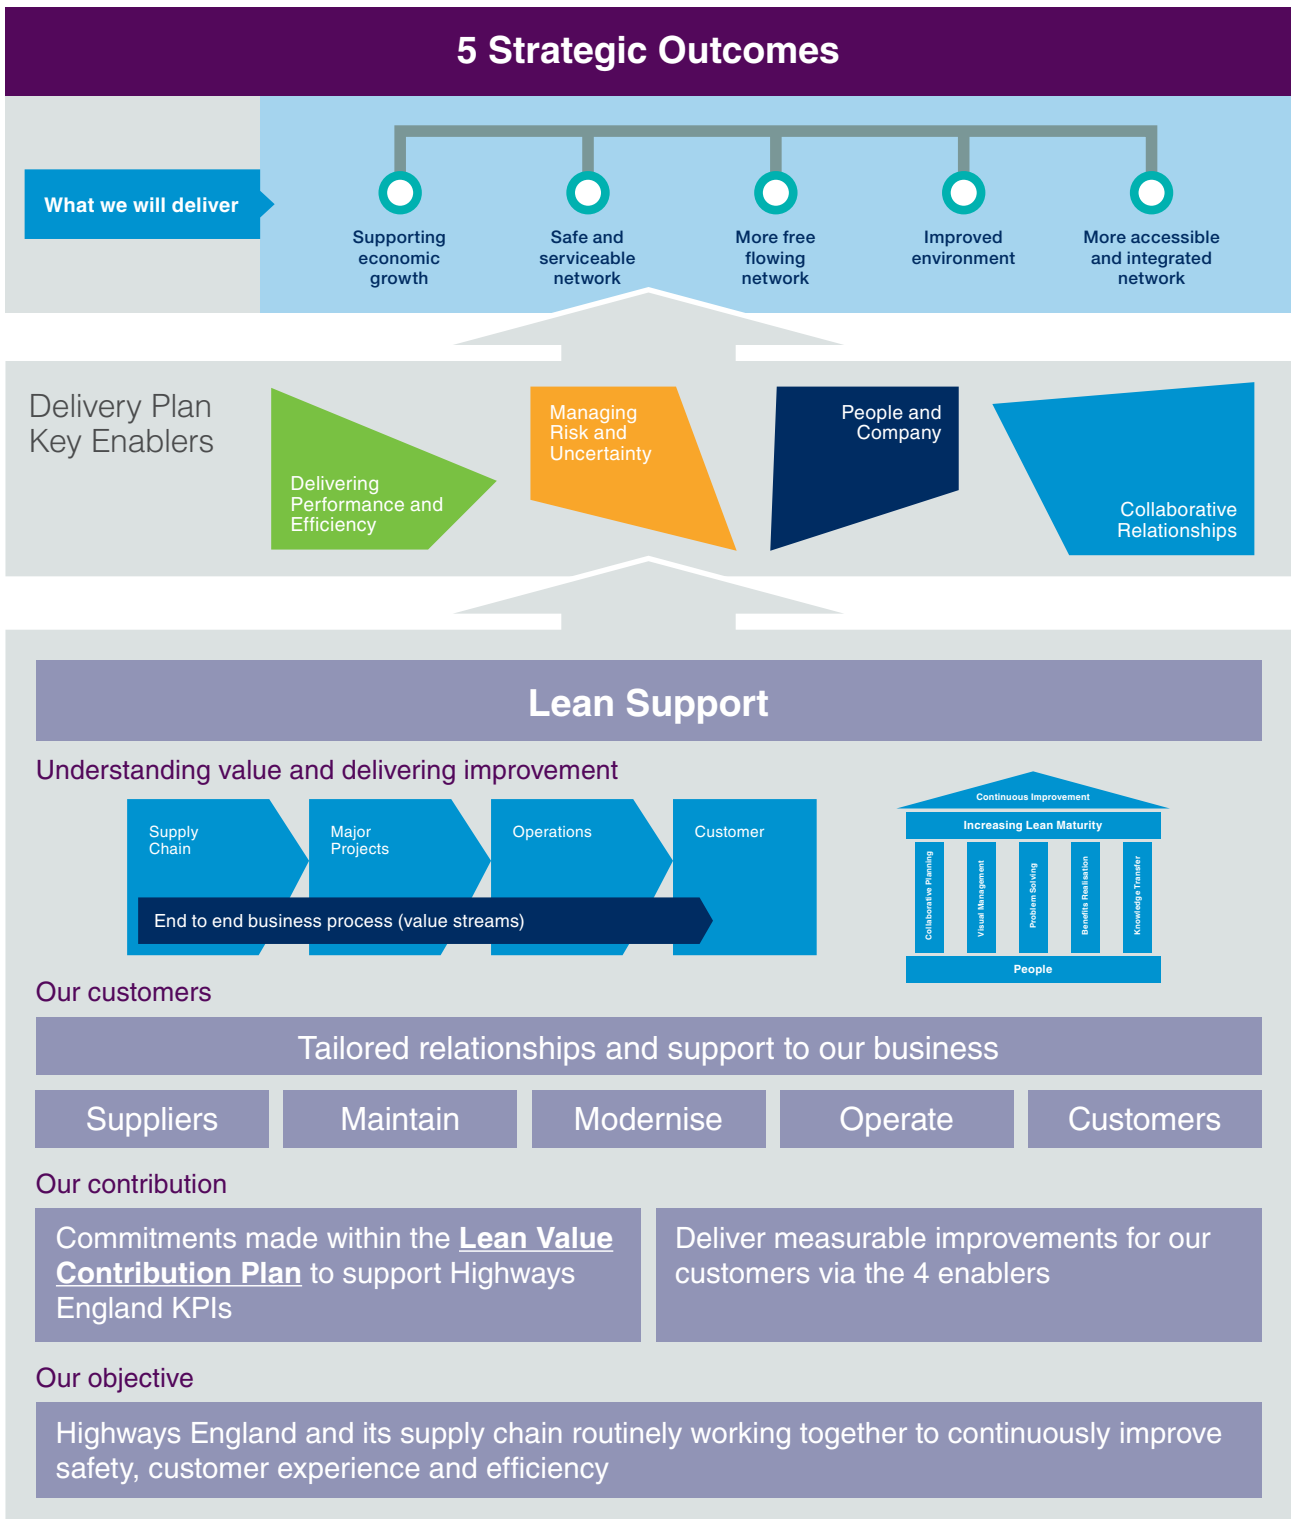 5 Strategic Outcomes
What we will deliver
Supporting
economic
growth
Safe and
serviceable
network
More free
flowing
network
Improved
environment
More accessible
and integrated
network
Delivery Plan
Key Enablers
Delivering
Performance and
Efficiency
Managing
Risk and
Uncertainty
People and
Company
Collaborative
Relationships
Lean Support
Understanding value and delivering improvement
Supply
Chain
Major
Projects
Operations
Customer
End to end business process (value streams)
Continuous Improvement
Increasing Lean Maturity
Collaborative Planning
Visual Management
Problem Solving
Benefits Realisation
Knowledge Transfer
People
Our customers
Tailored relationships and support to our business
Suppliers
Maintain
Modernise
Operate
Customers
Our contribution
Commitments made within the Lean Value
Contribution Plan to support Highways
England KPIs
Deliver measurable improvements for our
customers via the 4 enablers
Our objective
Highways England and its supply chain routinely working together to continuously improve
safety, customer experience and efficiency